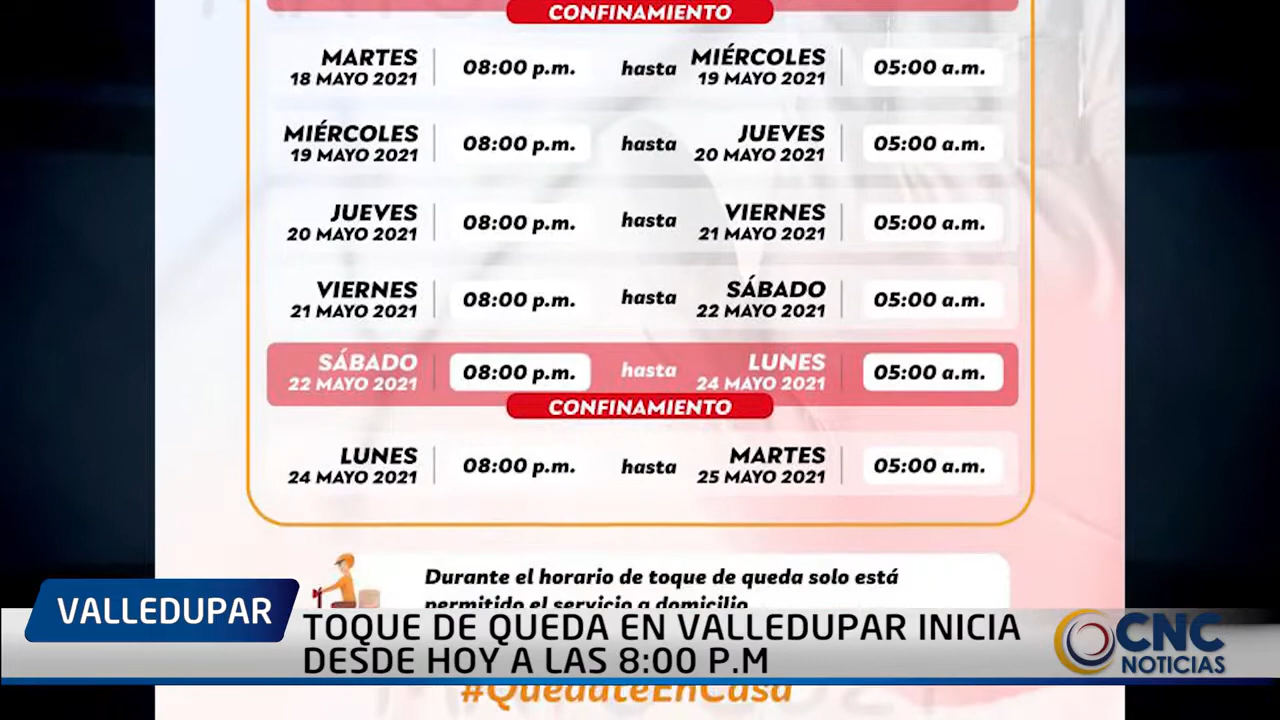 CONFINAMIENTO
MARTES
18 MAYO 2021
08:00 p.m.
hasta
MIÉRCOLES
19 MAYO 2021
05:00 a.m.
MIÉRCOLES
19 MAYO 2021
08:00 p.m.
hasta
JUEVES
20 MAYO 2021
05:00 a.m.
JUEVES
20 MAYO 2021
08:00 p.m.
hasta
VIERNES
21 MAYO 2021
05:00 a.m.
VIERNES
21 MAYO 2021
08:00 p.m.
hasta
SÁBADO
22 MAYO 2021
05:00 a.m.
SÁBADO
22 MAYO 2021
08:00 p.m.
hasta
LUNES
24 MAYO 2021
05:00 a.m.
CONFINAMIENTO
LUNES
24 MAYO 2021
08:00 p.m.
hasta
MARTES
25 MAYO 2021
05:00 a.m.
Durante el horario de toque de queda solo está
permitido el servicio a domicilio
VALLEDUPAR
TOQUE DE QUEDA EN VALLEDUPAR INICIA
DESDE HOY A LAS 8:00 P.M
CNC
NOTICIAS
#QuédateEnCasa